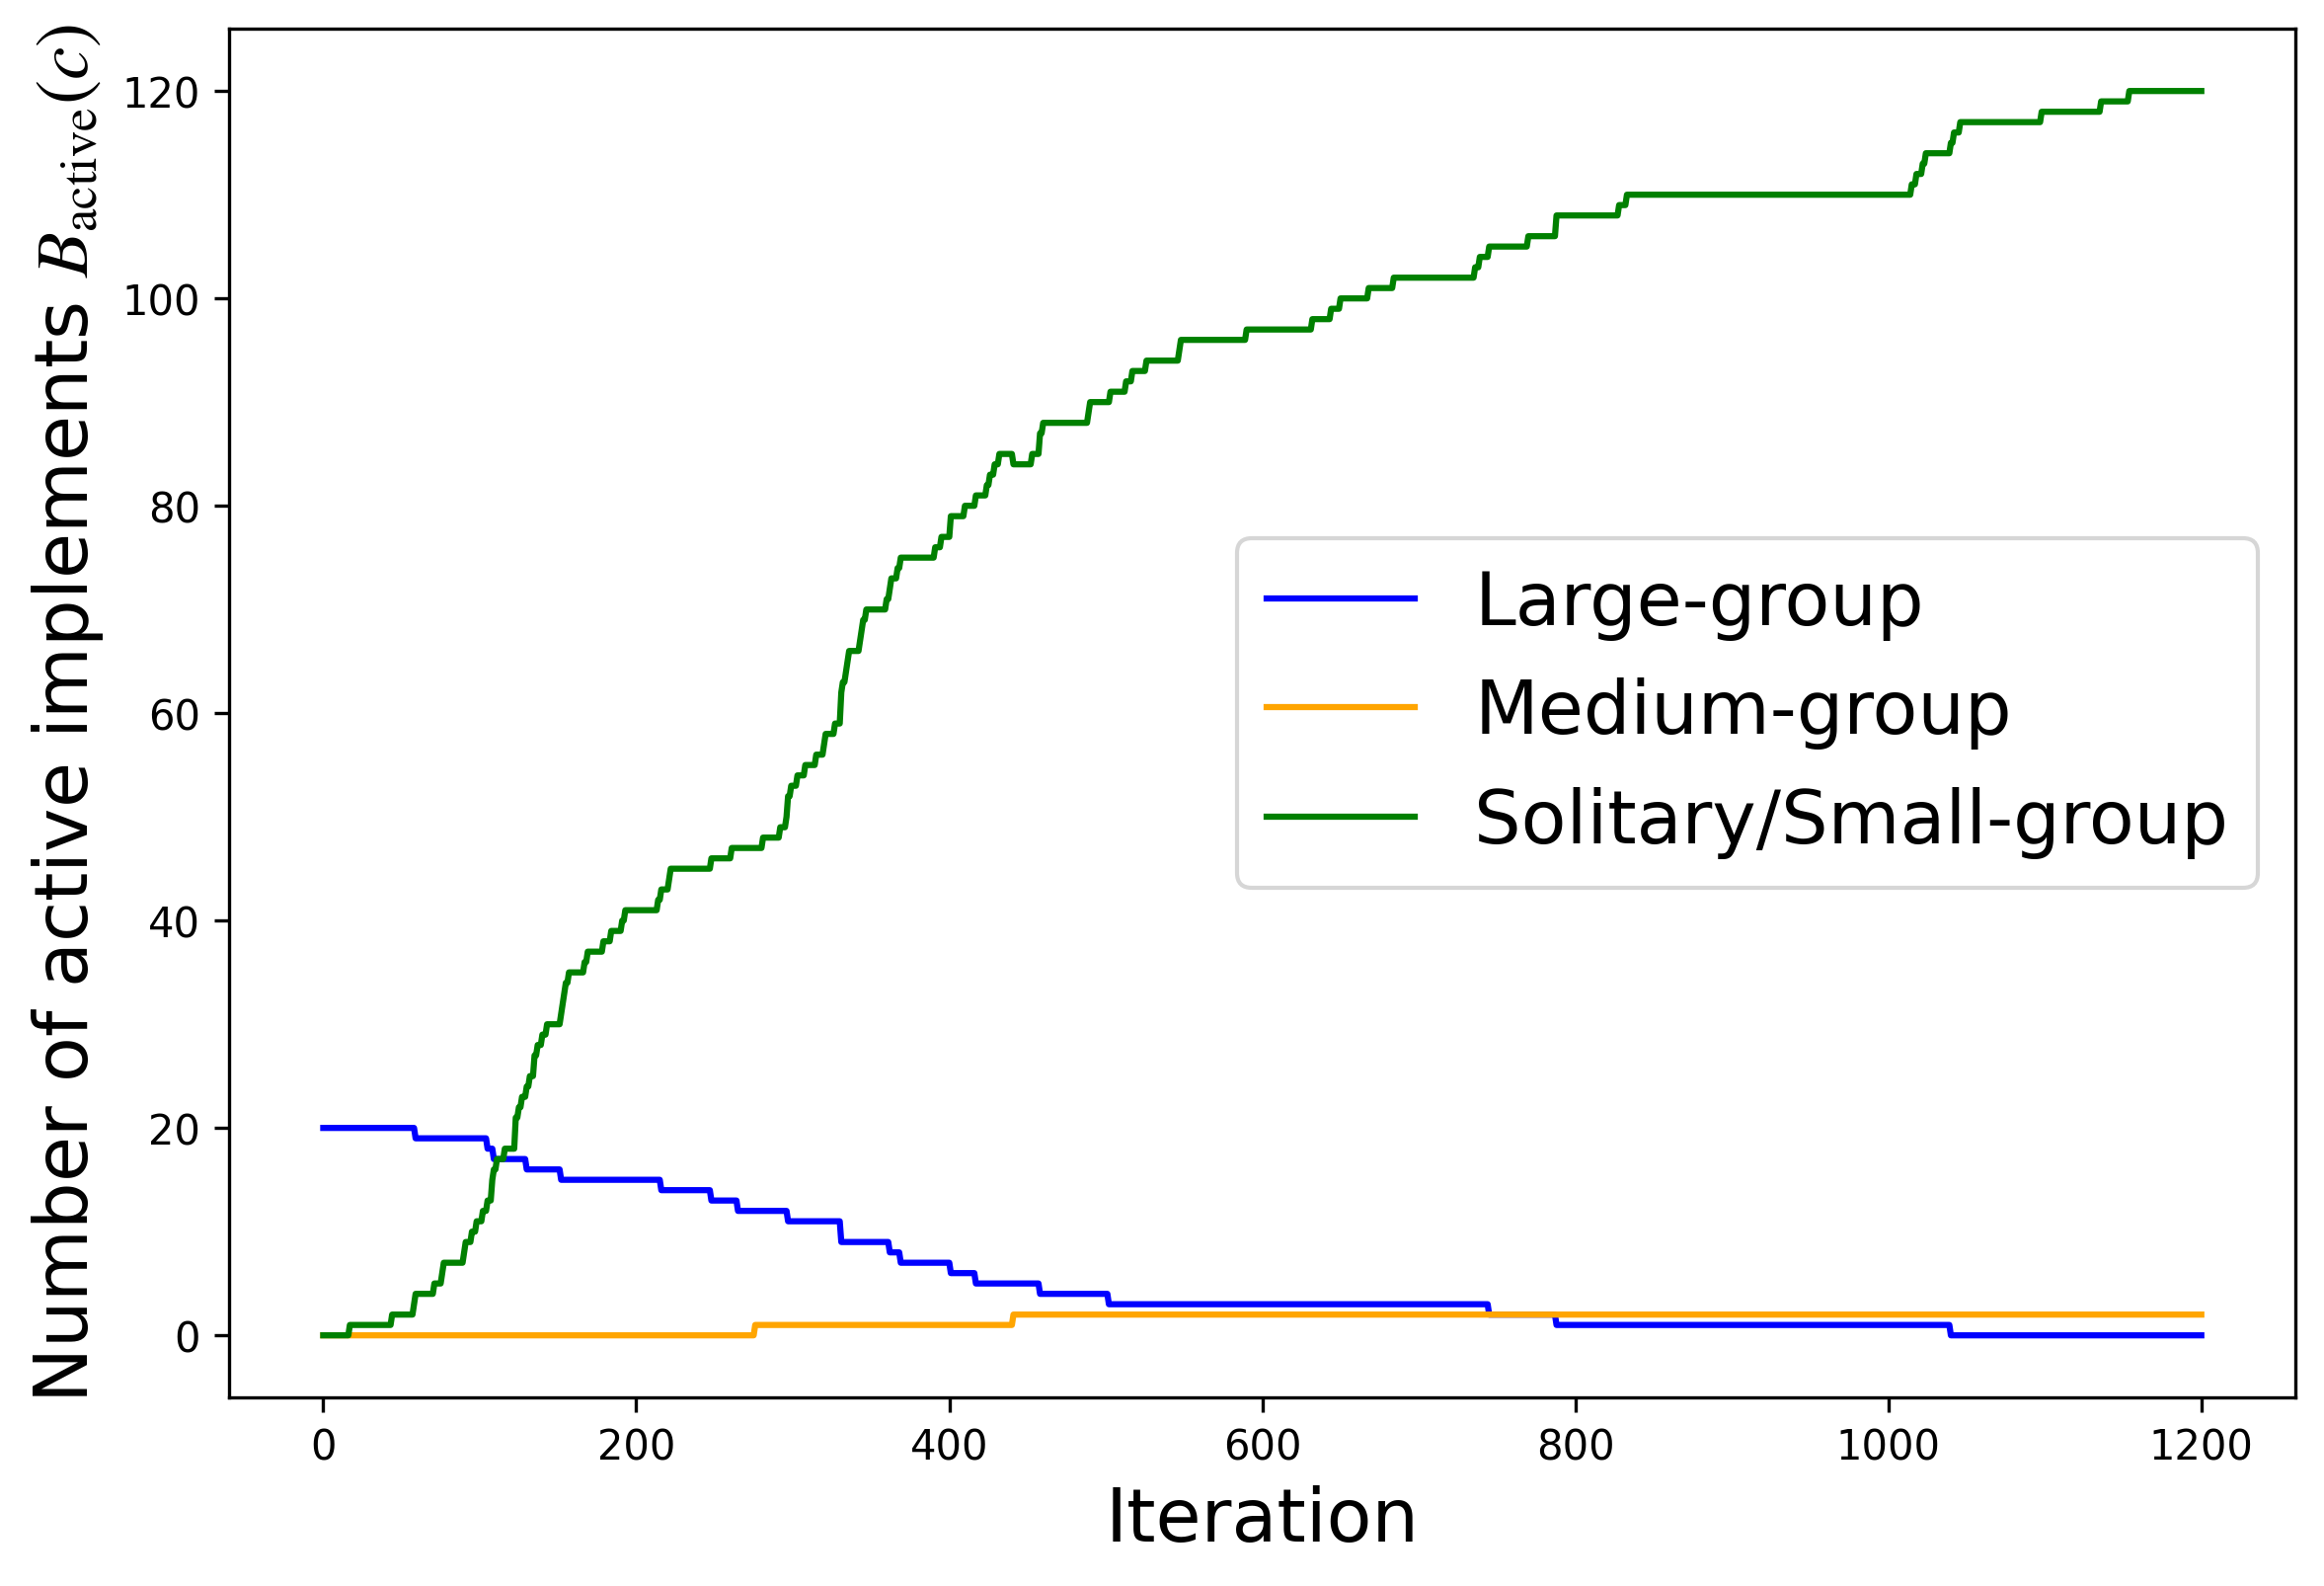 Number of active implements B_active(c)
120
100
80
60
40
20
0
Large-group
Medium-group
Solitary/Small-group
0 200 400 600 800 1000 1200
Iteration